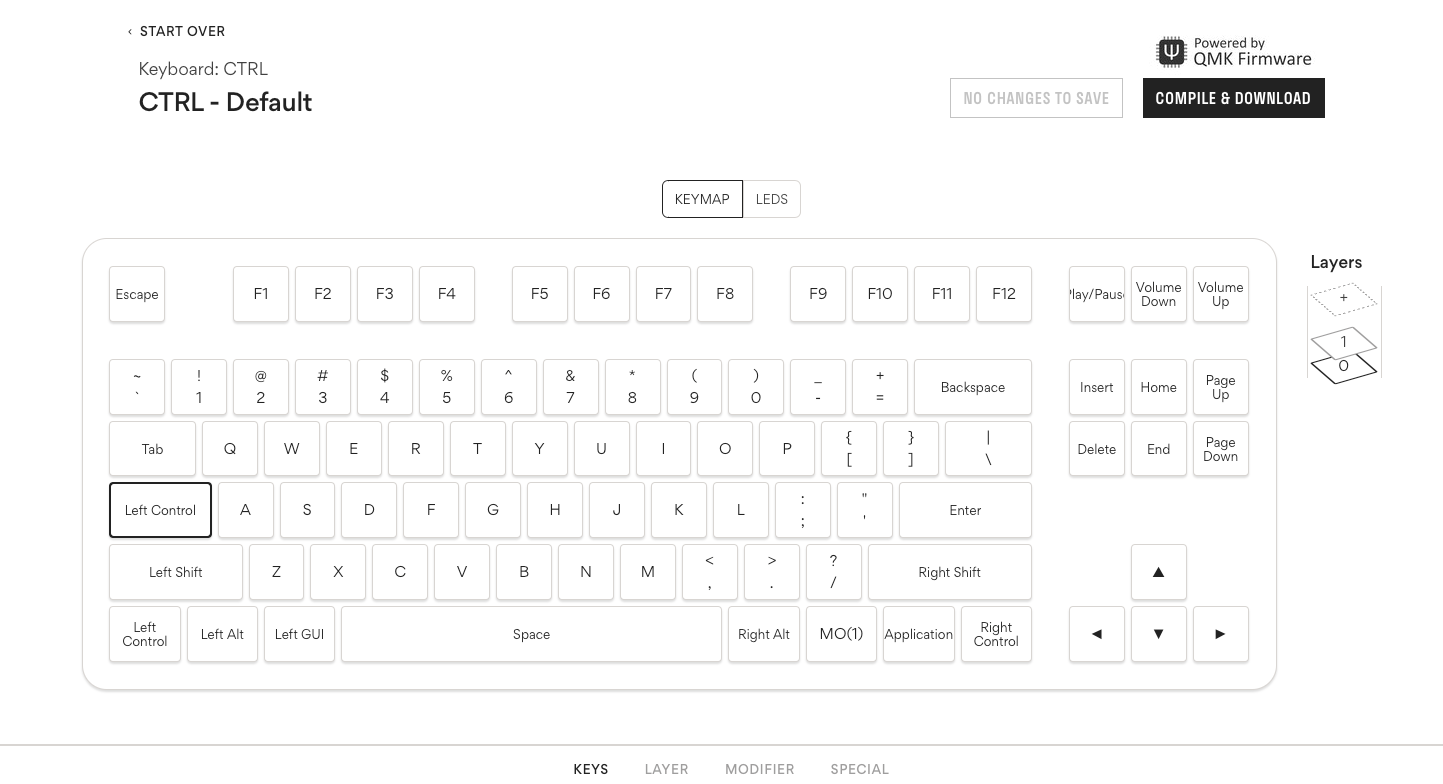 ‹ START OVER
Keyboard: CTRL
CTRL - Default
Powered by
QMK Firmware
NO CHANGES TO SAVE
COMPILE & DOWNLOAD
KEYMAP LEDS
Layers
+
1
0
Escape F1 F2 F3 F4 F5 F6 F7 F8 F9 F10 F11 F12 Play/Pause Volume Down Volume Up
~ ! @ # $ % ^ & * ( ) _ +
` 1 2 3 4 5 6 7 8 9 0 - = Backspace Insert Home Page Up
Tab Q W E R T Y U I O P { [ } ] | \ Delete End Page Down
Left Control A S D F G H J K L : ; " ' Enter
Left Shift Z X C V B N M < , > . ? / Right Shift ▲
Left Control Left Alt Left GUI Space Right Alt MO(1) Application Right Control ◀ ▼ ▶
KEYS LAYER MODIFIER SPECIAL